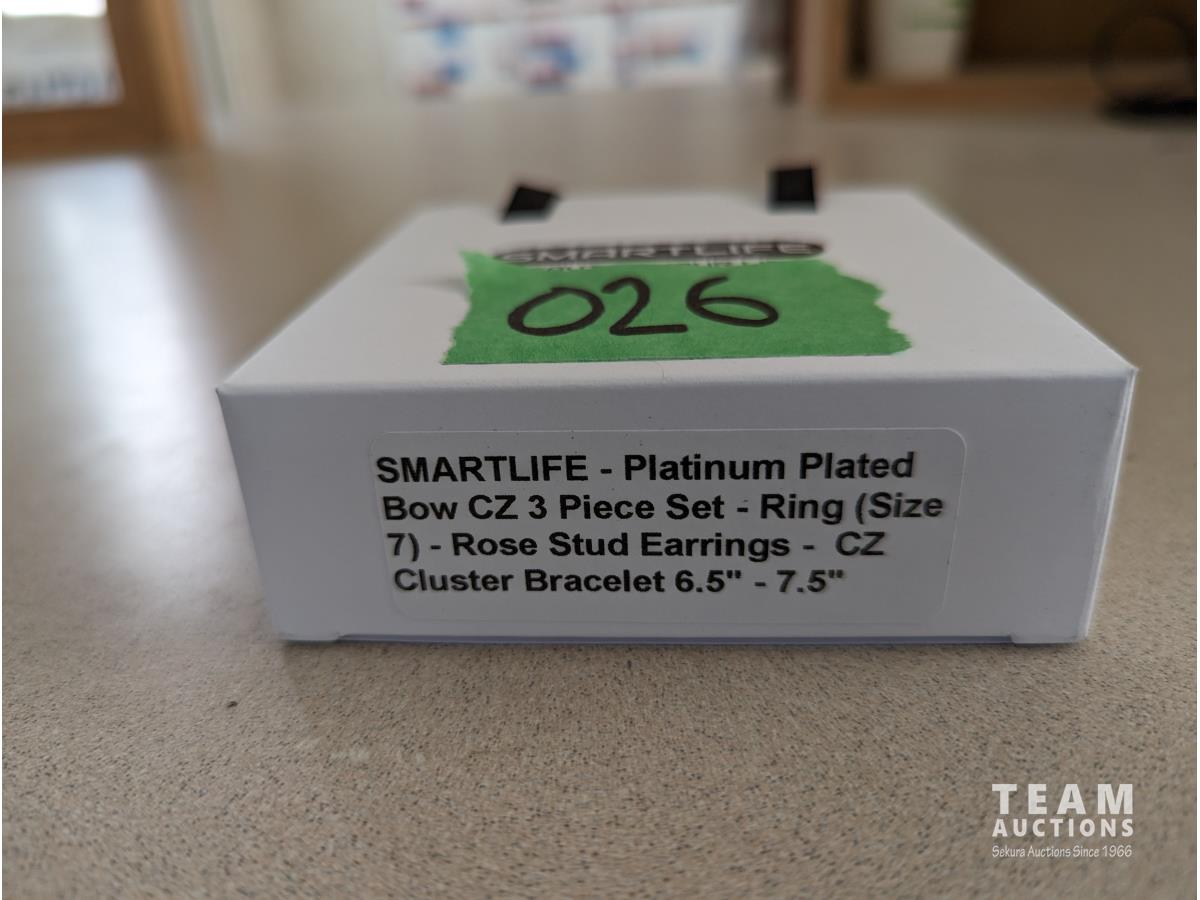 SMARTLIFE
026
SMARTLIFE - Platinum Plated
Bow CZ 3 Piece Set - Ring (Size
7) - Rose Stud Earrings -  CZ
Cluster Bracelet 6.5" - 7.5"
TEAM
AUCTIONS
Sekura Auctions Since 1966